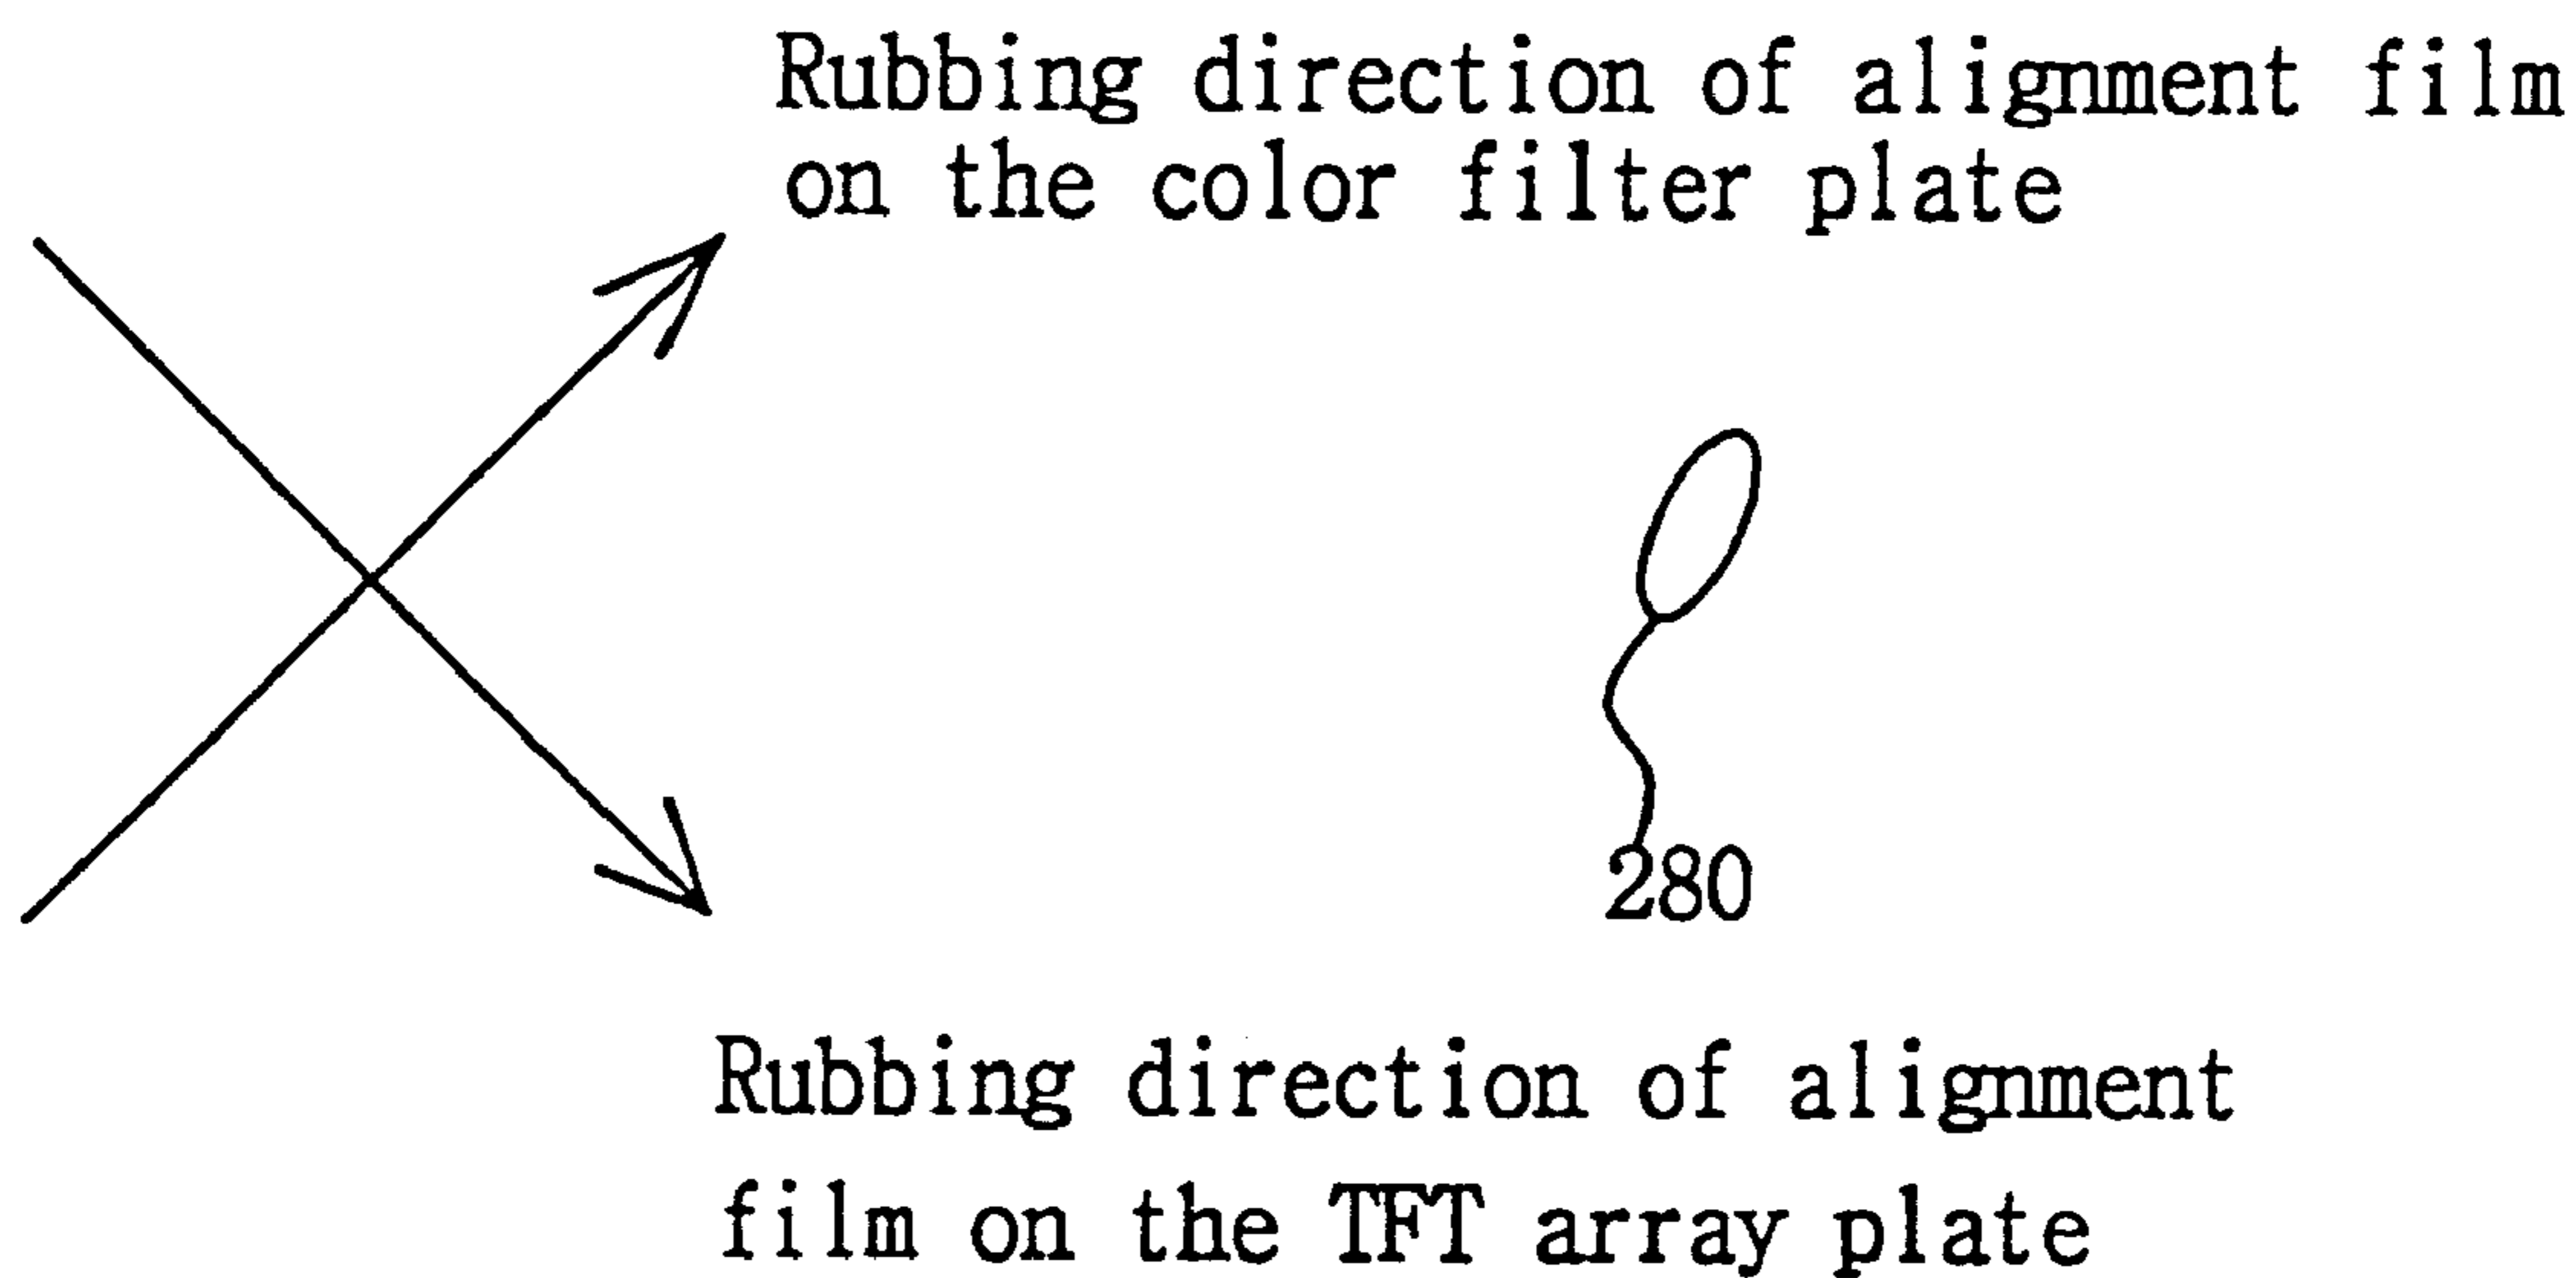 Rubbing direction of alignment film
on the color filter plate
280
Rubbing direction of alignment
film on the TFT array plate